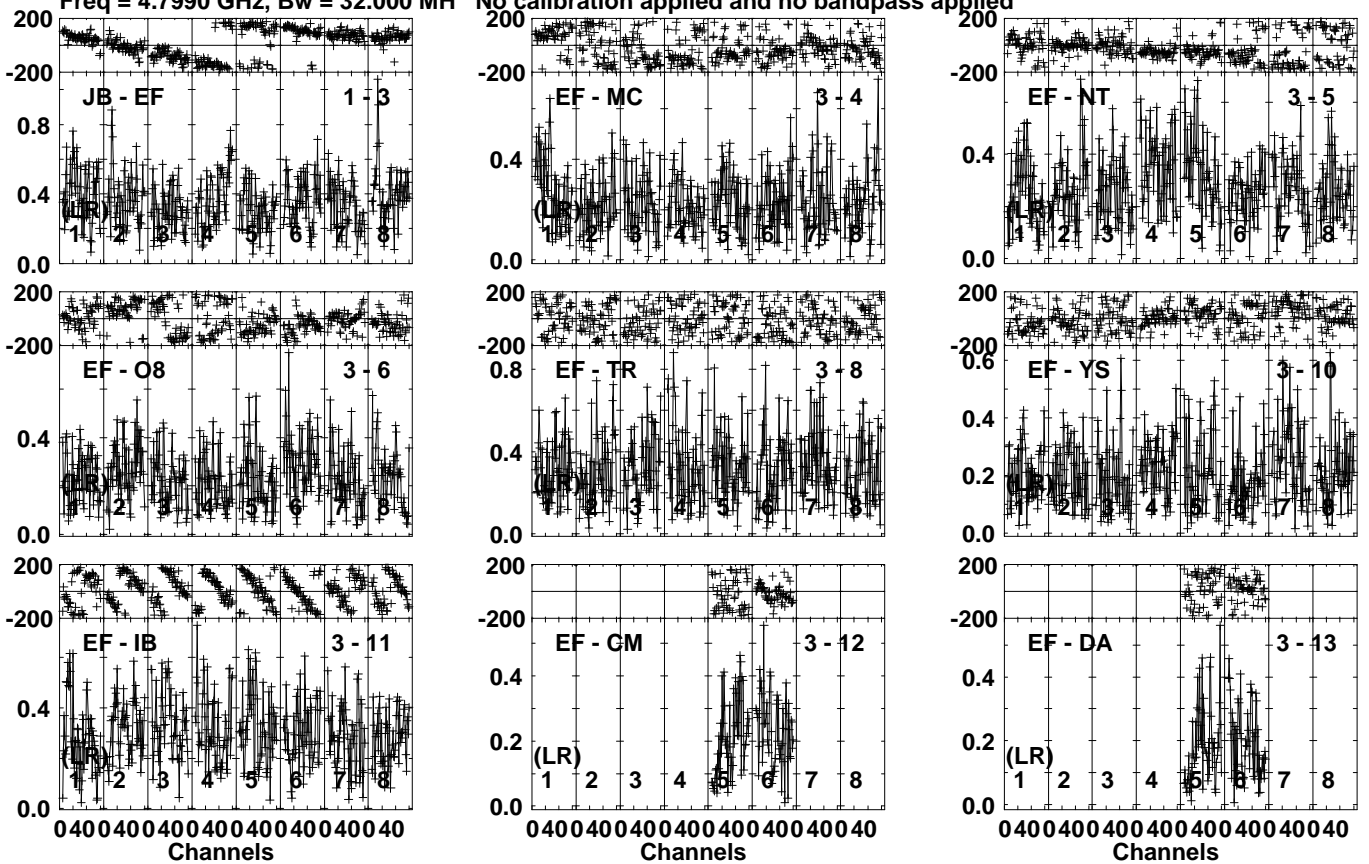 Freq = 4.7990 GHz, Bw = 32.000 MH No calibration applied and no bandpass applied
200
-200
JB - EF 1 - 3
0.8
0.4
(LR)
1 2 3 4 5 6 7 8
0.0
200
-200
EF - MC 3 - 4
0.4
(LR)
1 2 3 4 5 6 7 8
0.0
200
-200
EF - NT 3 - 5
0.4
(LR)
1 2 3 4 5 6 7 8
0.0
200
-200
EF - O8 3 - 6
0.4
(LR)
1 2 3 4 5 6 7 8
0.0
200
-200
EF - TR 3 - 8
0.8
0.4
(LR)
1 2 3 4 5 6 7 8
0.0
200
-200
EF - YS 3 - 10
0.6
0.4
0.2
(LR)
1 2 3 4 5 6 7 8
0.0
200
-200
EF - IB 3 - 11
0.4
(LR)
1 2 3 4 5 6 7 8
0.0
0 40 0 40 0 40 0 40 0 40 0 40 0 40 0 40
Channels
200
-200
EF - CM 3 - 12
0.4
0.2
(LR)
1 2 3 4 5 6 7 8
0.0
0 40 0 40 0 40 0 40 0 40 0 40 0 40 0 40
Channels
200
-200
EF - DA 3 - 13
0.4
0.2
(LR)
1 2 3 4 5 6 7 8
0.0
0 40 0 40 0 40 0 40 0 40 0 40 0 40 0 40
Channels